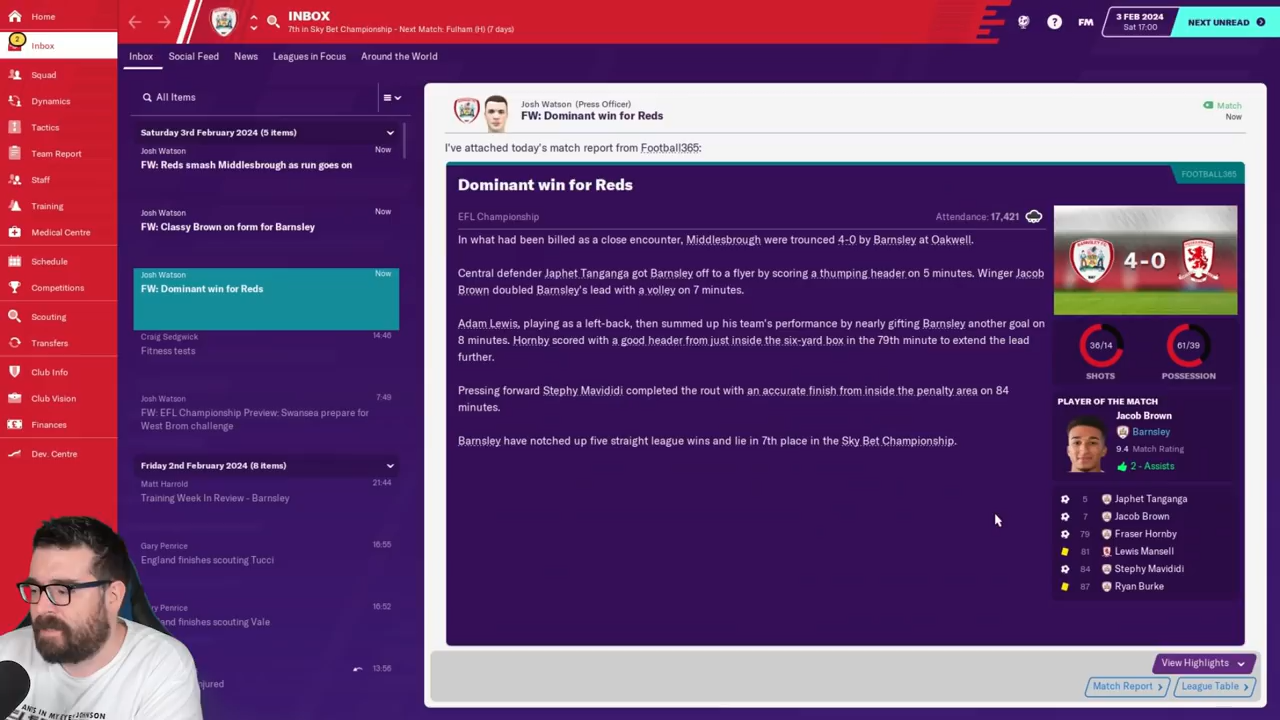 Home
INBOX
7th in Sky Bet Championship - Next Match: Fulham (H) (7 days)
FM
3 FEB 2024
Sat 17:00
NEXT UNREAD
2
Inbox
Squad
Dynamics
Tactics
Team Report
Staff
Training
Medical Centre
Schedule
Competitions
Scouting
Transfers
Club Info
Club Vision
Finances
Dev. Centre
Inbox
Social Feed
News
Leagues in Focus
Around the World
All Items
Saturday 3rd February 2024 (5 items)
Josh Watson
Now
FW: Reds smash Middlesbrough as run goes on
Josh Watson
Now
FW: Classy Brown on form for Barnsley
Josh Watson
Now
FW: Dominant win for Reds
Craig Sedgwick
14:46
Fitness tests
Josh Watson
7:49
FW: EFL Championship Preview: Swansea prepare for
West Brom challenge
Friday 2nd February 2024 (8 items)
Matt Harrold
21:44
Training Week In Review - Barnsley
Gary Penrice
16:55
England finishes scouting Tucci
Penrice
16:52
finishes scouting Vale
13:56
Josh Watson (Press Officer)
FW: Dominant win for Reds
Match
Now
I've attached today's match report from Football365:
Dominant win for Reds
FOOTBALL365
EFL Championship
Attendance: 17,421
In what had been billed as a close encounter, Middlesbrough were trounced 4-0 by Barnsley at Oakwell.
Central defender Japhet Tanganga got Barnsley off to a flyer by scoring a thumping header on 5 minutes. Winger Jacob
Brown doubled Barnsley's lead with a volley on 7 minutes.
Adam Lewis, playing as a left-back, then summed up his team's performance by nearly gifting Barnsley another goal on
8 minutes. Hornby scored with a good header from just inside the six-yard box in the 79th minute to extend the lead
further.
Pressing forward Stephy Mavididi completed the rout with an accurate finish from inside the penalty area on 84
minutes.
Barnsley have notched up five straight league wins and lie in 7th place in the Sky Bet Championship.
4-0
36/14
SHOTS
61/39
POSSESSION
PLAYER OF THE MATCH
Jacob Brown
Barnsley
9.4 Match Rating
2 - Assists
5 Japhet Tanganga
7 Jacob Brown
79 Fraser Hornby
81 Lewis Mansell
84 Stephy Mavididi
87 Ryan Burke
View Highlights
Match Report
League Table